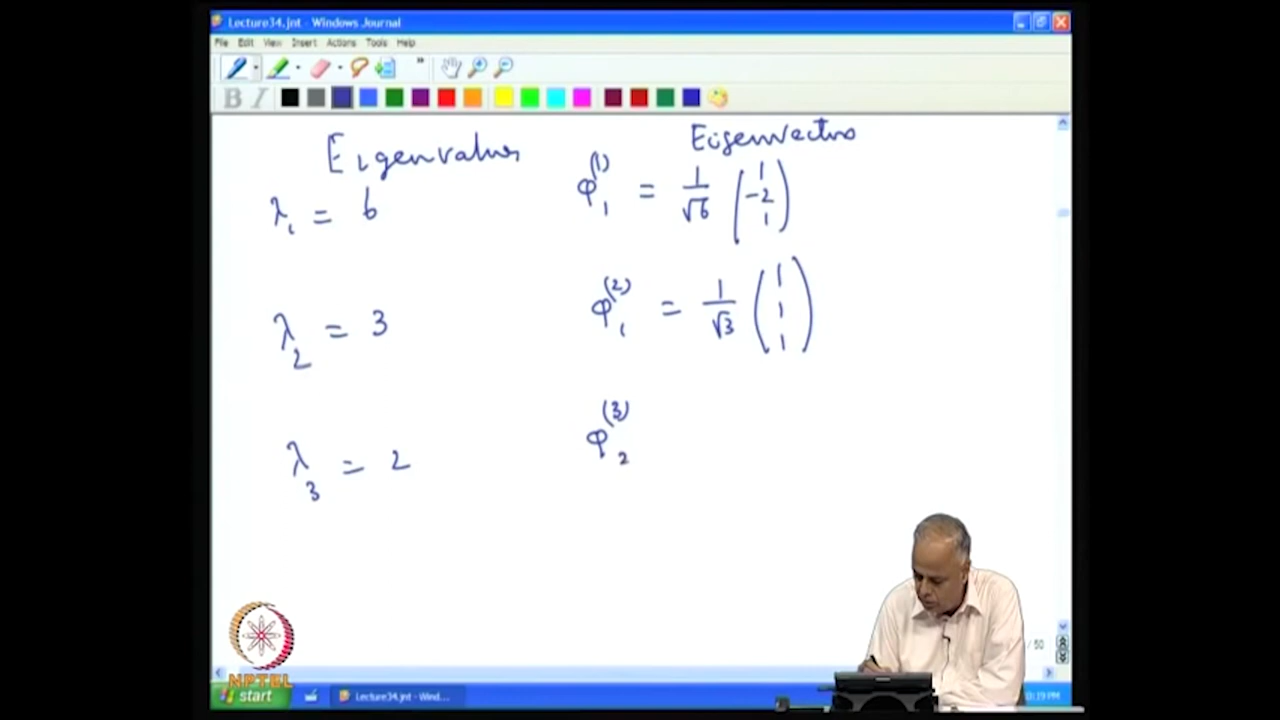 Lecture34.jnt - Windows Journal
File Edit View Insert Actions Tools Help
B I
Eigenvalues Eigenvectors
λ₁ = 6 φ₁⁽¹⁾ = 1/√6 (1 -2 1)
λ₂ = 3 φ₁⁽²⁾ = 1/√3 (1 1 1)
λ₃ = 2 φ₂⁽³⁾
/ 50
NPTEL
start Lecture34.jnt - Wind...